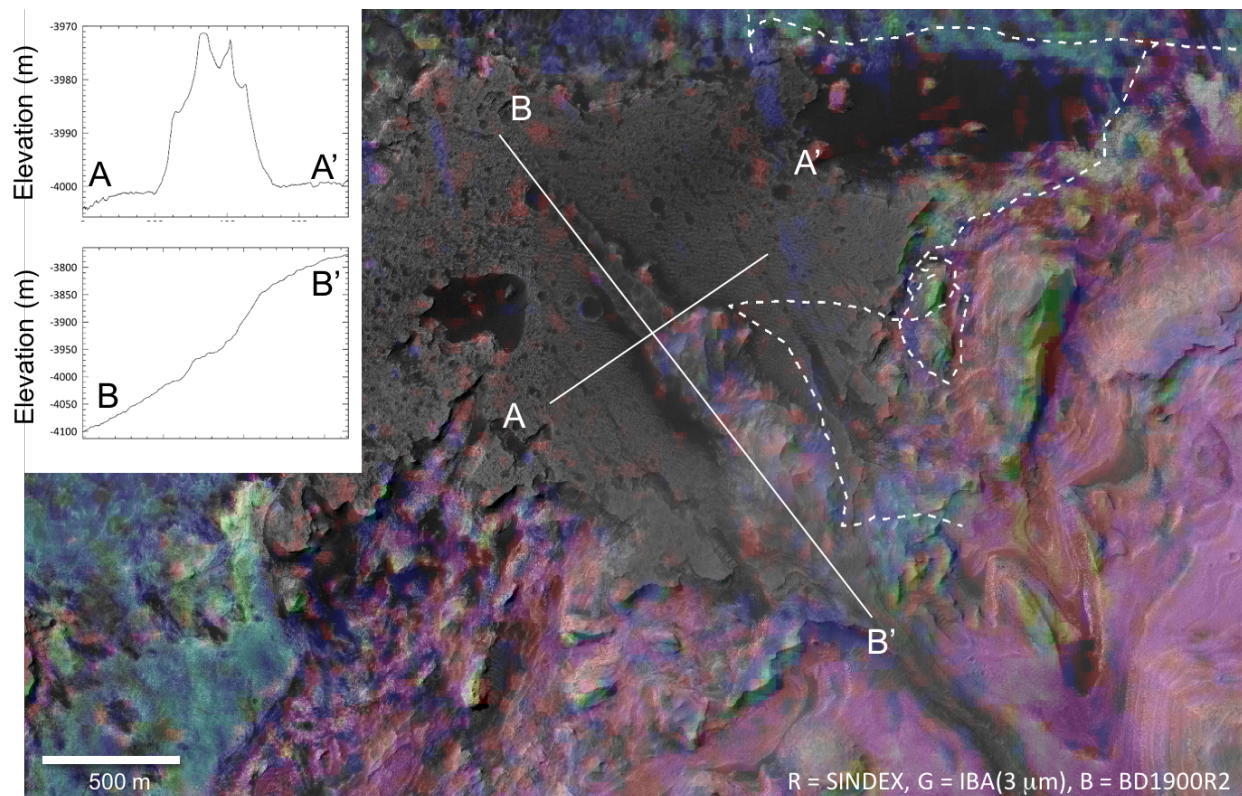 Elevation (m)
-3970
-3980
-3990
-4000
A
A'
Elevation (m)
-3800
-3850
-3900
-3950
-4000
-4050
-4100
B
B'
B
A'
A
B'
500 m
R = SINDEX, G = IBA(3 μm), B = BD1900R2